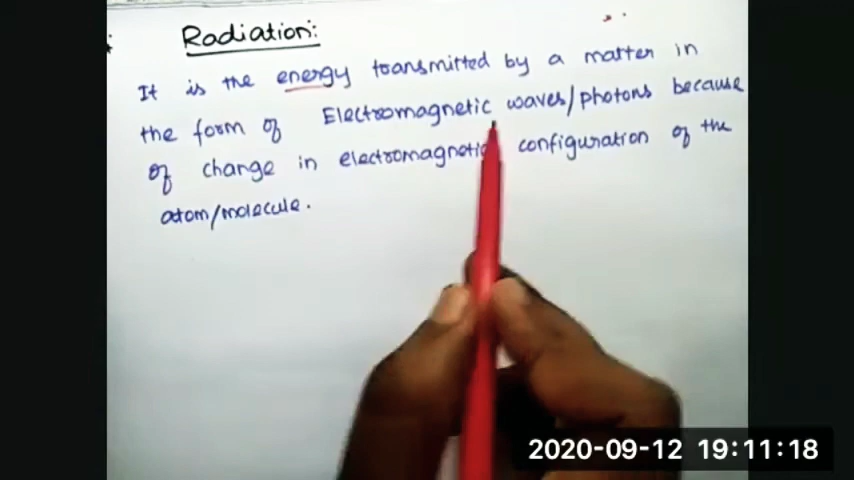 Radiation:
It is the energy transmitted by a matter in
the form of Electromagnetic waves/photons because
of change in electromagnetic configuration of the
atom/molecule.
2020-09-12 19:11:18